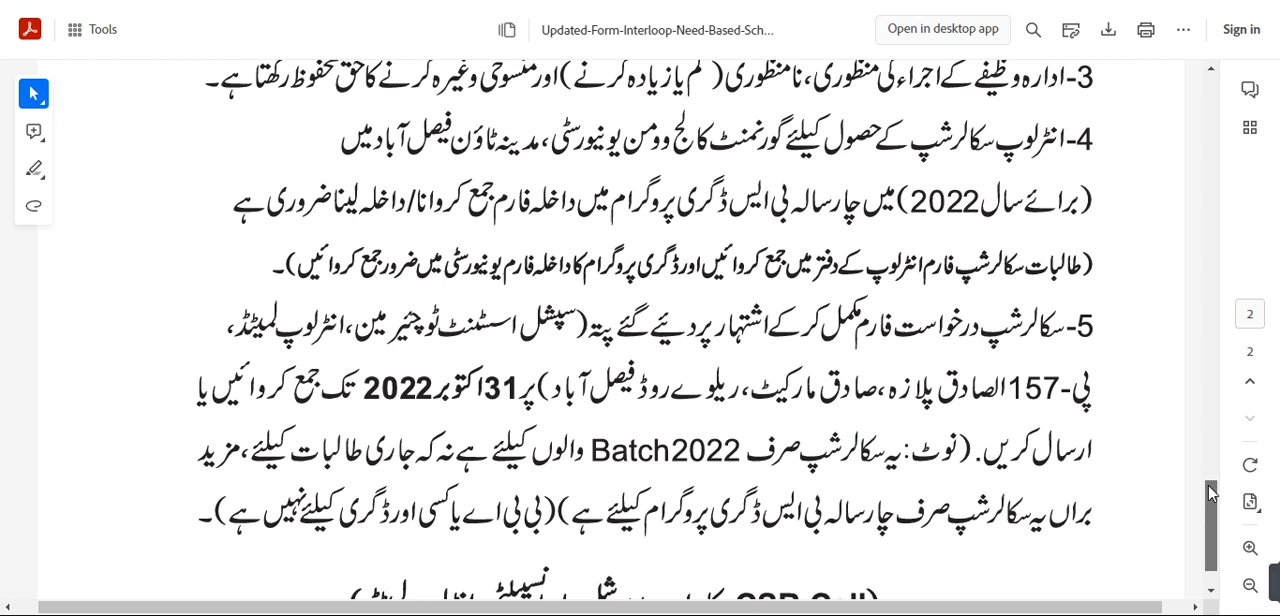 Tools
Updated-Form-Interloop-Need-Based-Sch...
Open in desktop app
Sign in
3-ادارہ وظیفے کے اجراء کی منظوری، نامنظوری (کم یا زیادہ کرنے) اور منسوخی وغیرہ کرنے کا حق محفوظ رکھتا ہے۔
4-انٹرلوپ سکالرشپ کے حصول کیلئے گورنمنٹ کالج وومن یونیورسٹی، مدینہ ٹاؤن فیصل آباد میں
(برائے سال 2022) میں چار سالہ بی ایس ڈگری پروگرام میں داخلہ فارم جمع کروانا/داخلہ لینا ضروری ہے
(طالبات سکالرشپ فارم انٹرلوپ کے دفتر میں جمع کروائیں اور ڈگری پروگرام کا داخلہ فارم یونیورسٹی میں ضرور جمع کروائیں)۔
5-سکالرشپ درخواست فارم مکمل کر کے اشتہار پر دئیے گئے پتہ (سپشل اسسٹنٹ ٹو چئیر مین، انٹرلوپ لمیٹڈ،
پی-157 الصادق پلازہ، صادق مارکیٹ، ریلوے روڈ فیصل آباد) پر 31اکتوبر2022 تک جمع کروائیں یا
ارسال کریں. (نوٹ: یہ سکالرشپ صرف Batch2022 والوں کیلئے ہے نہ کہ جاری طالبات کیلئے، مزید
براں یہ سکالرشپ صرف چار سالہ بی ایس ڈگری پروگرام کیلئے ہے) (بی بی اے یا کسی اور ڈگری کیلئے نہیں ہے)۔
2
2